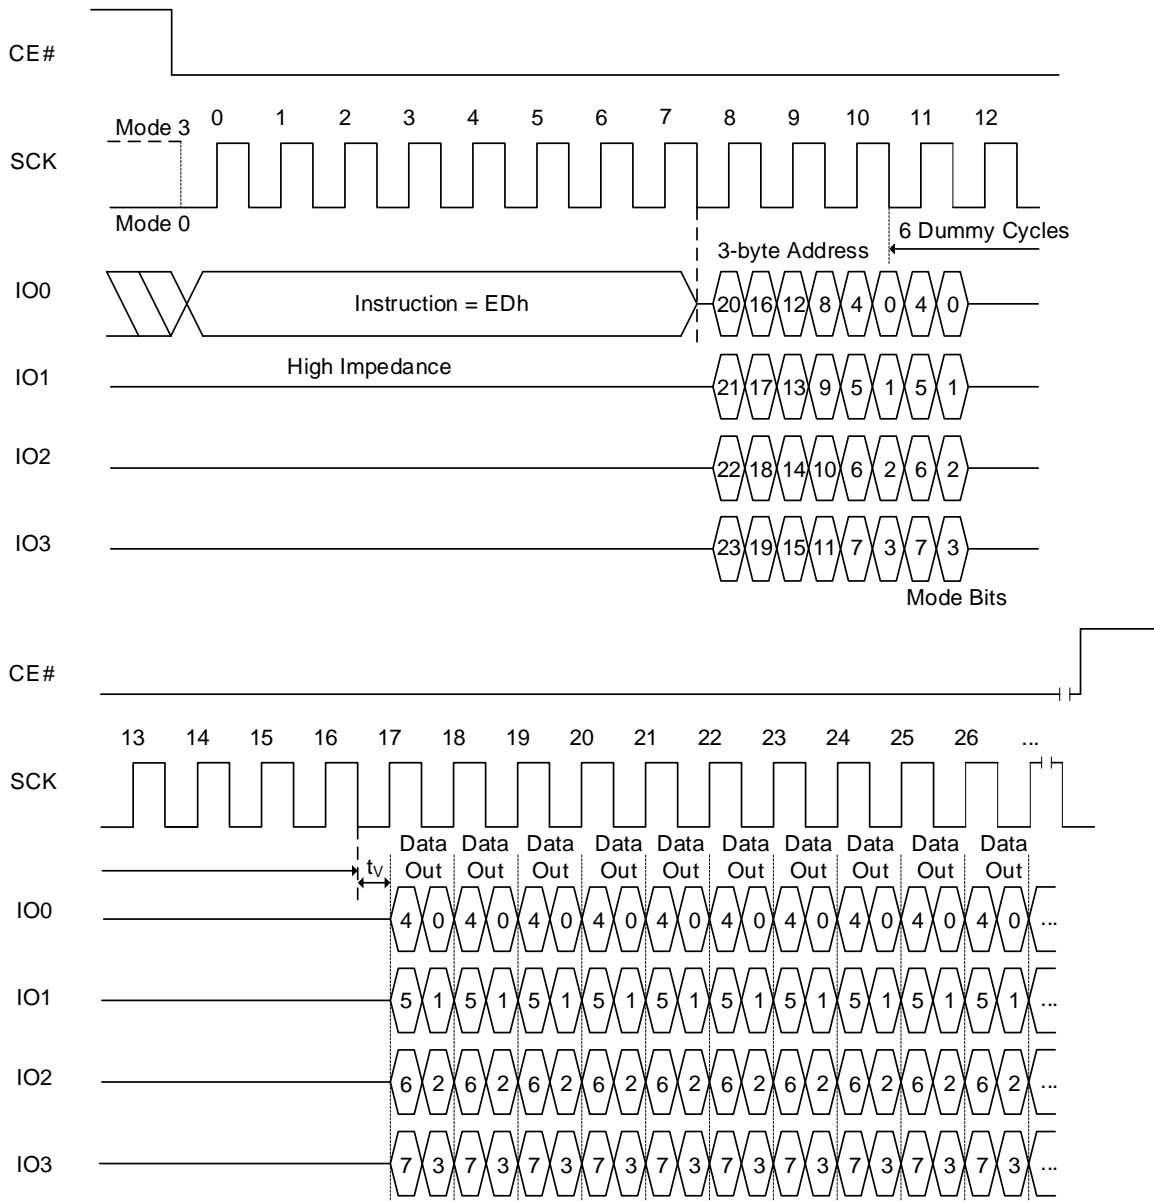 CE#
0 1 2 3 4 5 6 7 8 9 10 11 12
Mode 3
SCK
Mode 0
6 Dummy Cycles
3-byte Address
IO0 Instruction = EDh 20 16 12 8 4 0 4 0
High Impedance
IO1 21 17 13 9 5 1 5 1
IO2 22 18 14 10 6 2 6 2
IO3 23 19 15 11 7 3 7 3
Mode Bits
CE#
13 14 15 16 17 18 19 20 21 22 23 24 25 26 ...
SCK
Data Data Data Data Data Data Data Data Data Data
tV Out Out Out Out Out Out Out Out Out Out
IO0 4 0 4 0 4 0 4 0 4 0 4 0 4 0 4 0 4 0 4 0 ...
IO1 5 1 5 1 5 1 5 1 5 1 5 1 5 1 5 1 5 1 5 1 ...
IO2 6 2 6 2 6 2 6 2 6 2 6 2 6 2 6 2 6 2 6 2 ...
IO3 7 3 7 3 7 3 7 3 7 3 7 3 7 3 7 3 7 3 7 3 ...